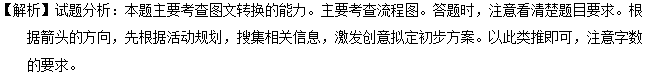 【解析】试题分析：本题主要考查图文转换的能力。主要考查流程图。答题时，注意看清楚题目要求。根
据箭头的方向，先根据活动规划，搜集相关信息，激发创意拟定初步方案。以此类推即可，注意字数
的要求。